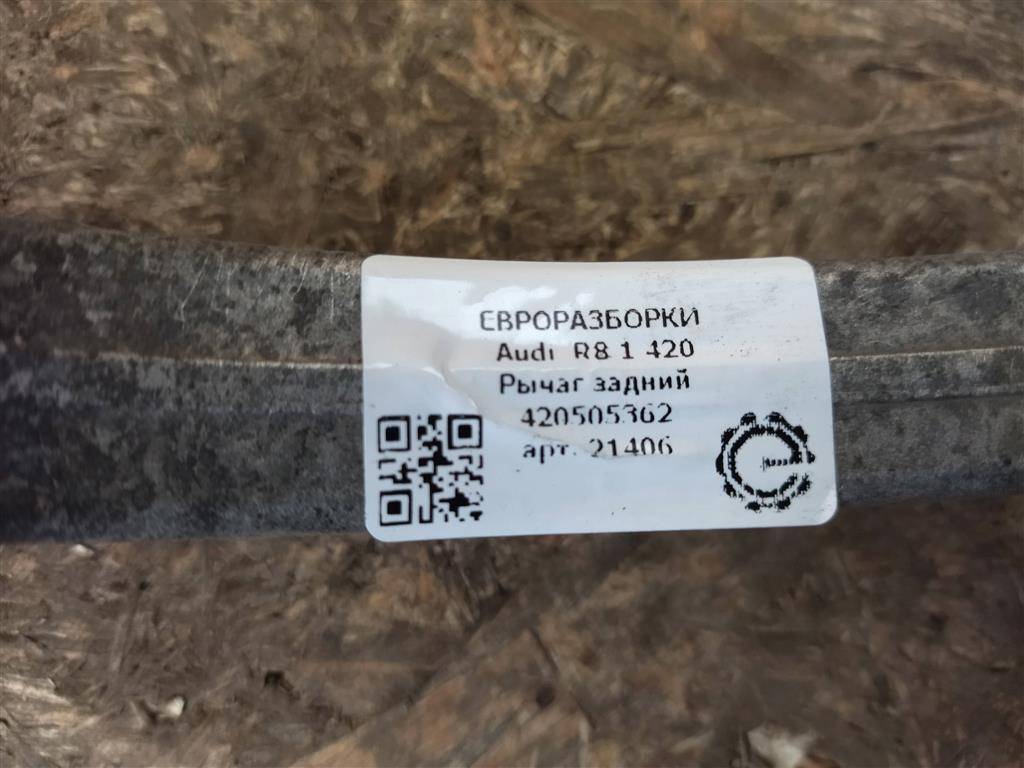 ЕВРОРАЗБОРКИ
Audi R8 1 420
Рычаг задний
420505362
арт. 21406